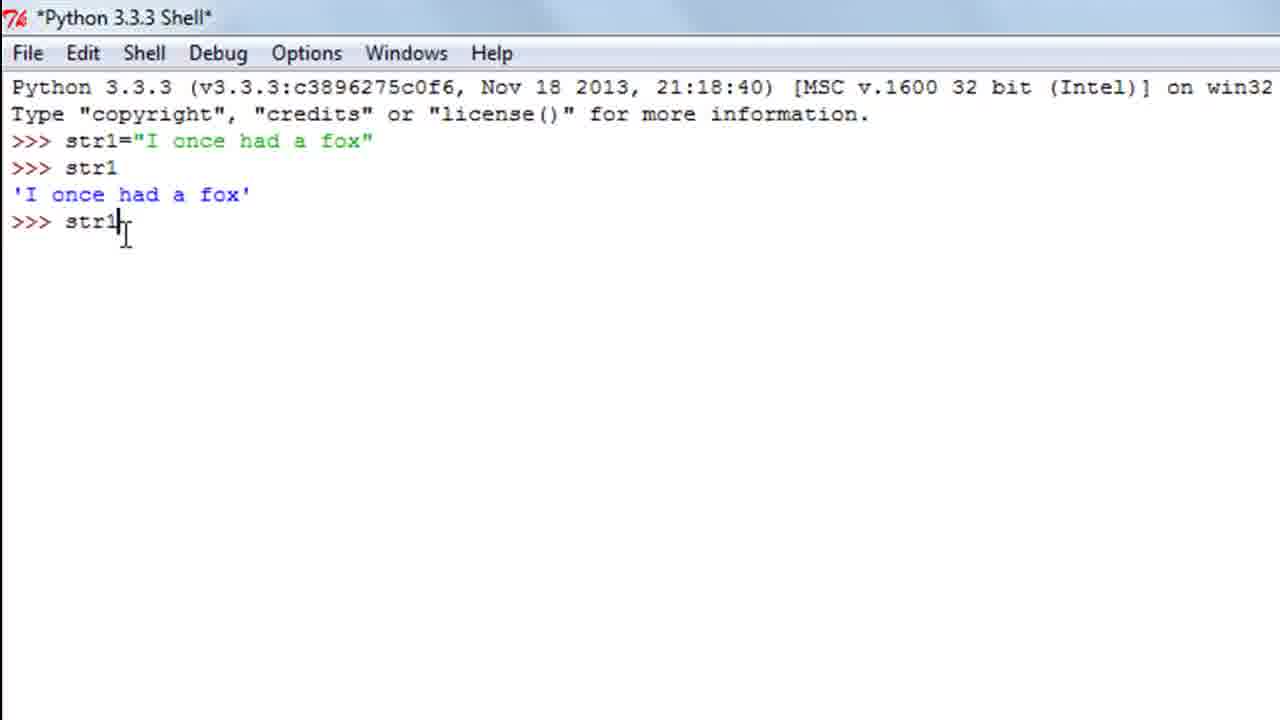 *Python 3.3.3 Shell*
File Edit Shell Debug Options Windows Help
Python 3.3.3 (v3.3.3:c3896275c0f6, Nov 18 2013, 21:18:40) [MSC v.1600 32 bit (Intel)] on win32
Type "copyright", "credits" or "license()" for more information.
>>> str1="I once had a fox"
>>> str1
'I once had a fox'
>>> str1